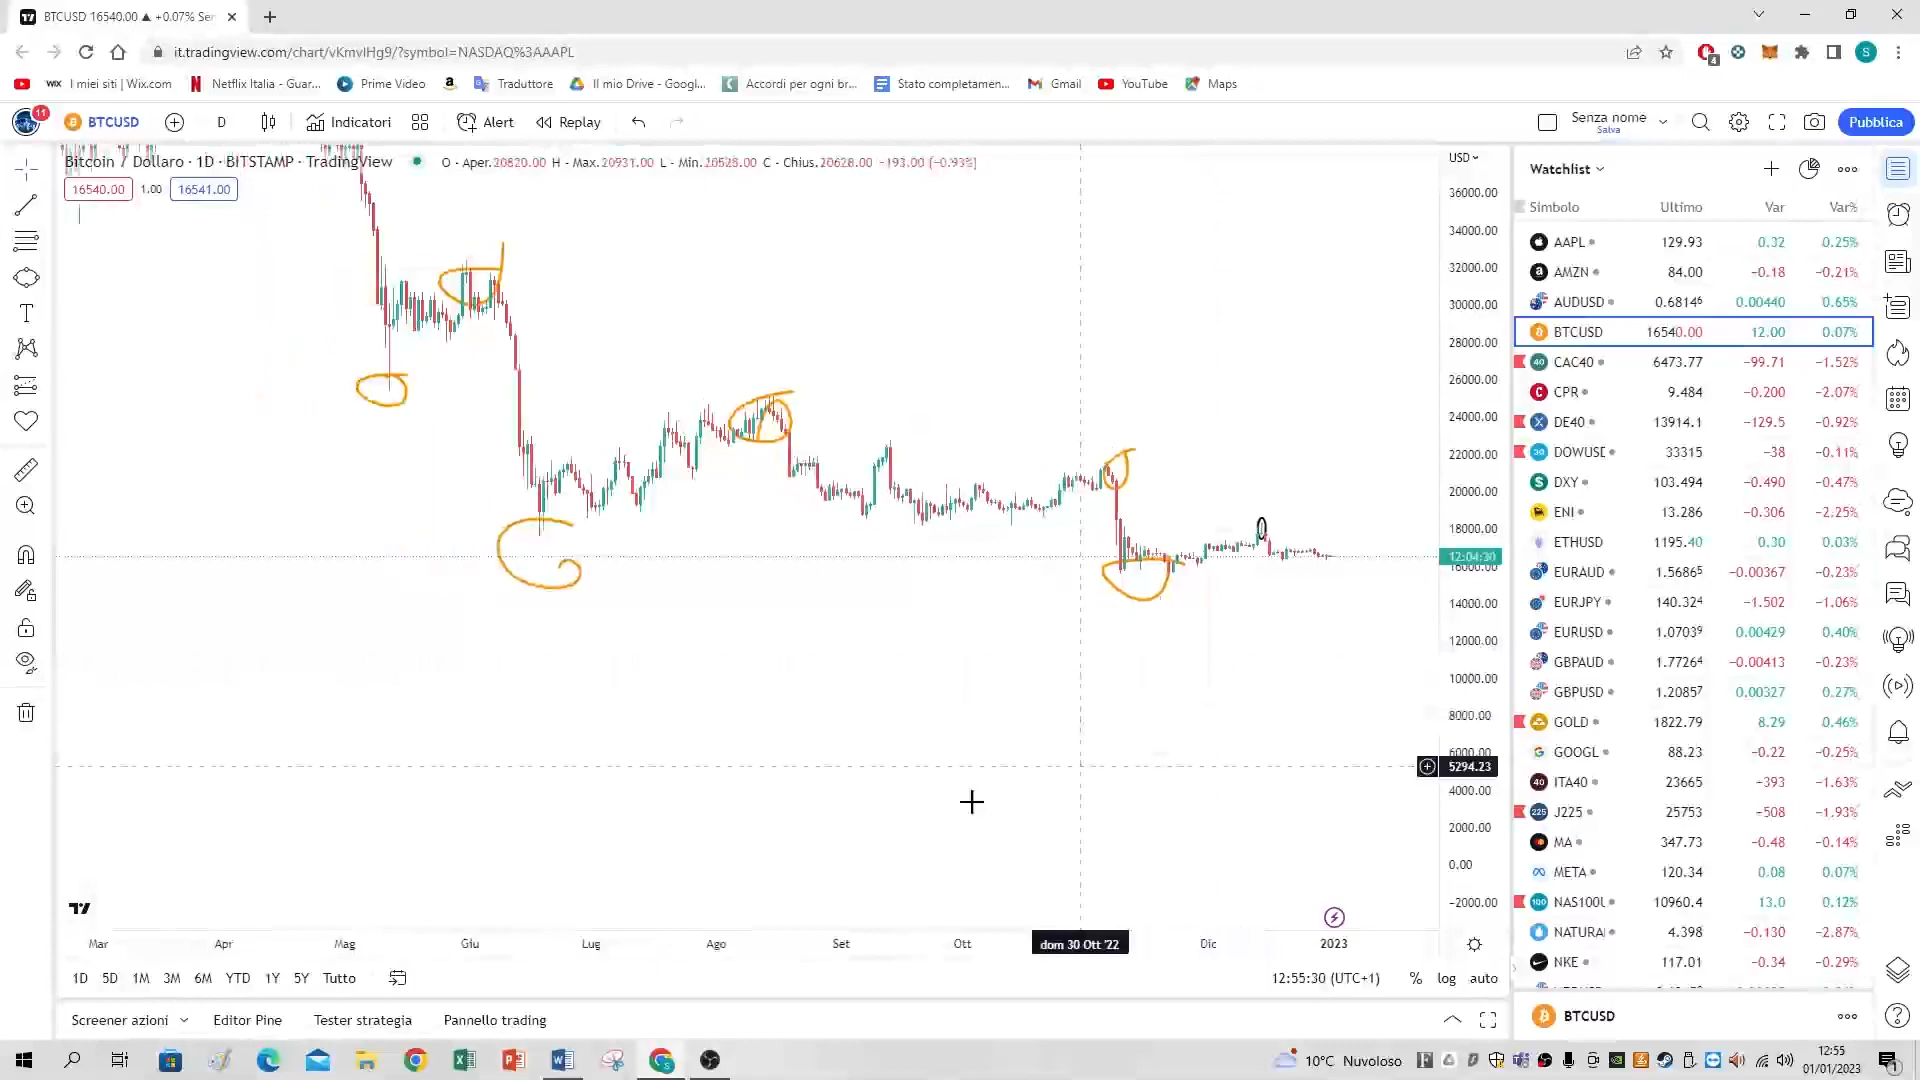 BTCUSD 16540.00 ▲ +0.07% Sen
it.tradingview.com/chart/vKmvIHg9/?symbol=NASDAQ%3AAAPL
4
S
WIX I miei siti | Wix.com
Netflix Italia - Guar...
Prime Video
Traduttore
Il mio Drive - Googl...
Accordi per ogni br...
Stato completamen...
Gmail
YouTube
Maps
11
BTCUSD
D
Indicatori
Alert
Replay
Senza nome
Salva
Pubblica
Bitcoin / Dollaro · 1D · BITSTAMP · TradingView
O - Aper.20820.00 H - Max.20931.00 L - Min.20528.00 C - Chius.20628.00 −193.00 (−0.93%)
16540.00 1.00 16541.00
USD
36000.00
34000.00
32000.00
30000.00
28000.00
26000.00
24000.00
22000.00
20000.00
18000.00
12:04:30
16000.00
14000.00
12000.00
10000.00
8000.00
6000.00
5294.23
4000.00
2000.00
0.00
−2000.00
Mar Apr Mag Giu Lug Ago Set Ott dom 30 Ott '22 Dic 2023
1D 5D 1M 3M 6M YTD 1Y 5Y Tutto
12:55:30 (UTC+1) % log auto
Screener azioni Editor Pine Tester strategia Pannello trading
Watchlist
Simbolo Ultimo Var Var%
AAPL 129.93 0.32 0.25%
AMZN 84.00 −0.18 −0.21%
AUDUSD 0.68146 0.00440 0.65%
BTCUSD 16540.00 12.00 0.07%
40 CAC40 6473.77 −99.71 −1.52%
CPR 9.484 −0.200 −2.07%
DE40 13914.1 −129.5 −0.92%
30 DOWUSD 33315 −38 −0.11%
DXY 103.494 −0.490 −0.47%
ENI 13.286 −0.306 −2.25%
ETHUSD 1195.40 0.30 0.03%
EURAUD 1.56865 −0.00367 −0.23%
EURJPY 140.324 −1.502 −1.06%
EURUSD 1.07039 0.00429 0.40%
GBPAUD 1.77264 −0.00413 −0.23%
GBPUSD 1.20857 0.00327 0.27%
GOLD 1822.79 8.29 0.46%
GOOGL 88.23 −0.22 −0.25%
40 ITA40 23665 −393 −1.63%
225 J225 25753 −508 −1.93%
MA 347.73 −0.48 −0.14%
META 120.34 0.08 0.07%
100 NAS100U 10960.4 13.0 0.12%
NATURA 4.398 −0.130 −2.87%
NKE 117.01 −0.34 −0.29%
BTCUSD
10°C Nuvoloso
12:55
01/01/2023
1